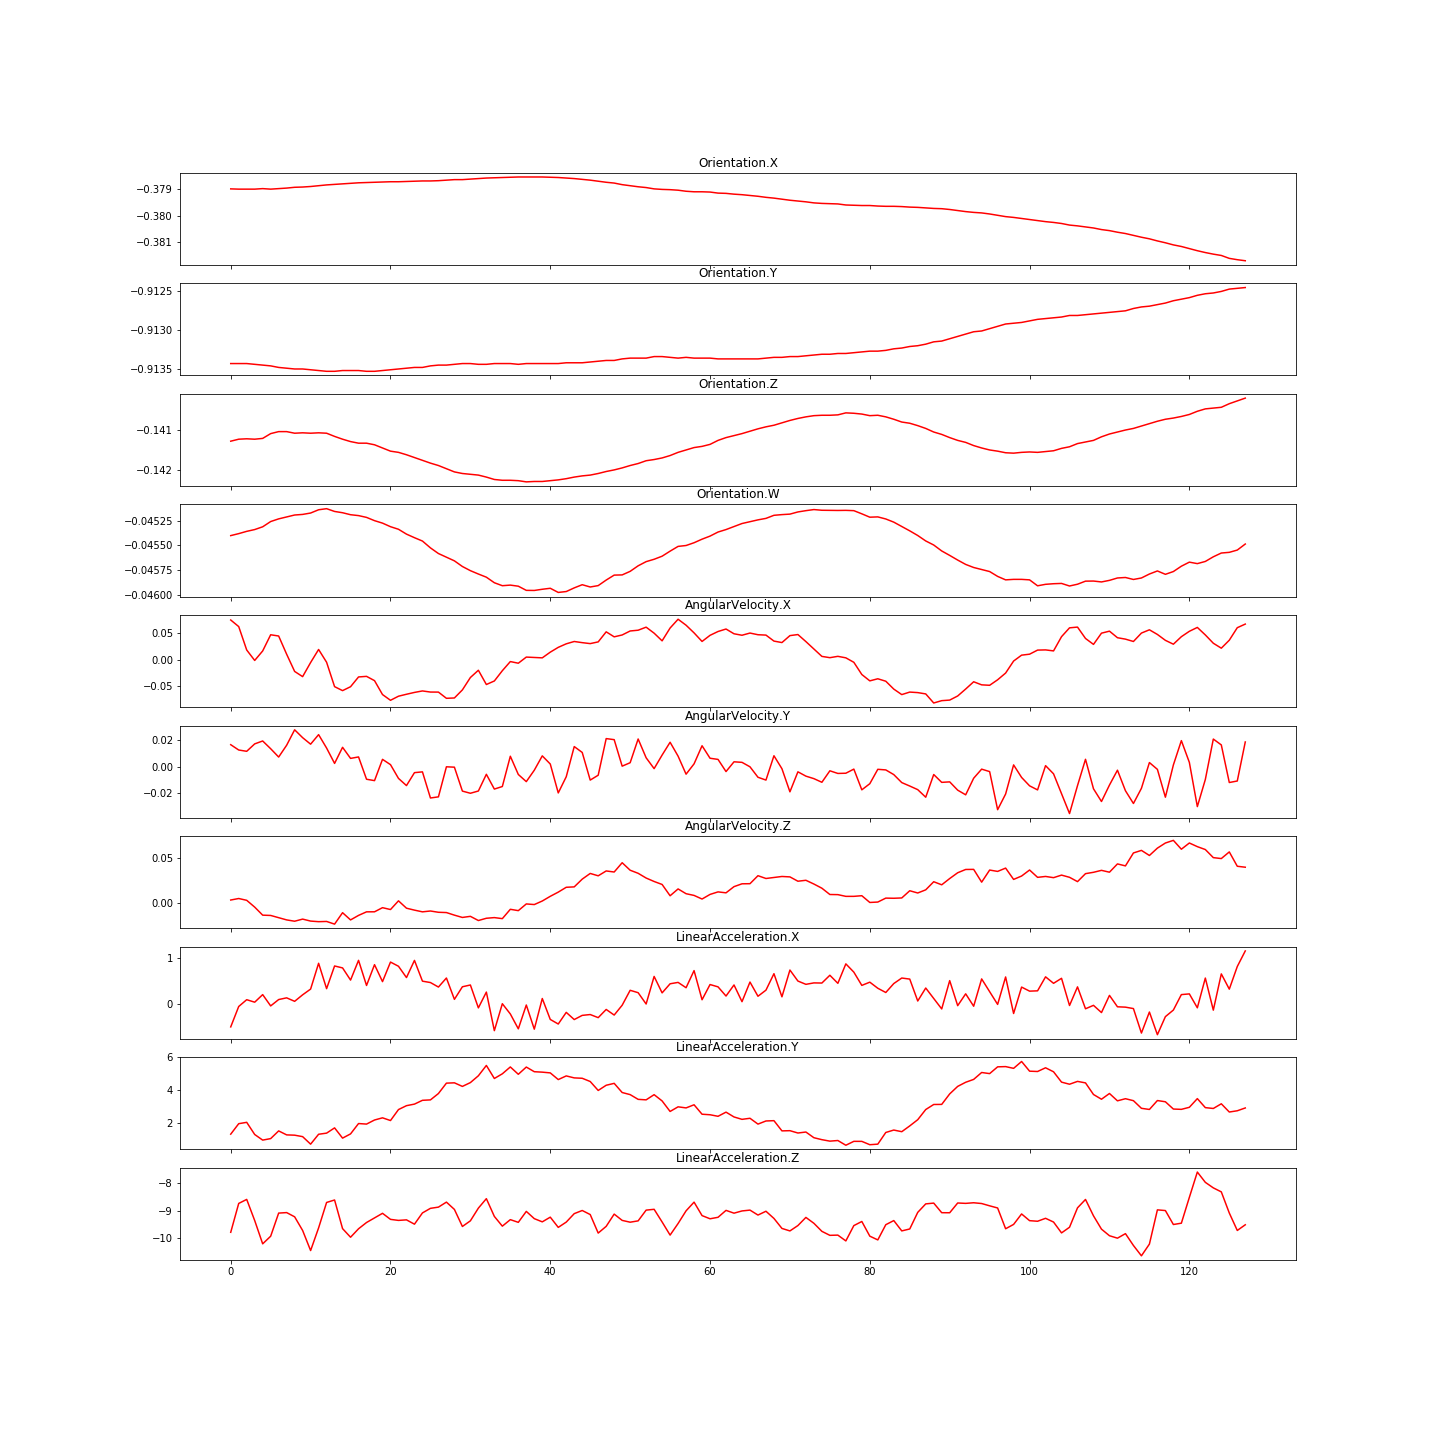 Orientation.X
−0.379
−0.380
−0.381
Orientation.Y
−0.9125
−0.9130
−0.9135
Orientation.Z
−0.141
−0.142
Orientation.W
−0.04525
−0.04550
−0.04575
−0.04600
AngularVelocity.X
0.05
0.00
−0.05
AngularVelocity.Y
0.02
0.00
−0.02
AngularVelocity.Z
0.05
0.00
LinearAcceleration.X
1
0
LinearAcceleration.Y
6
4
2
LinearAcceleration.Z
−8
−9
−10
0 20 40 60 80 100 120